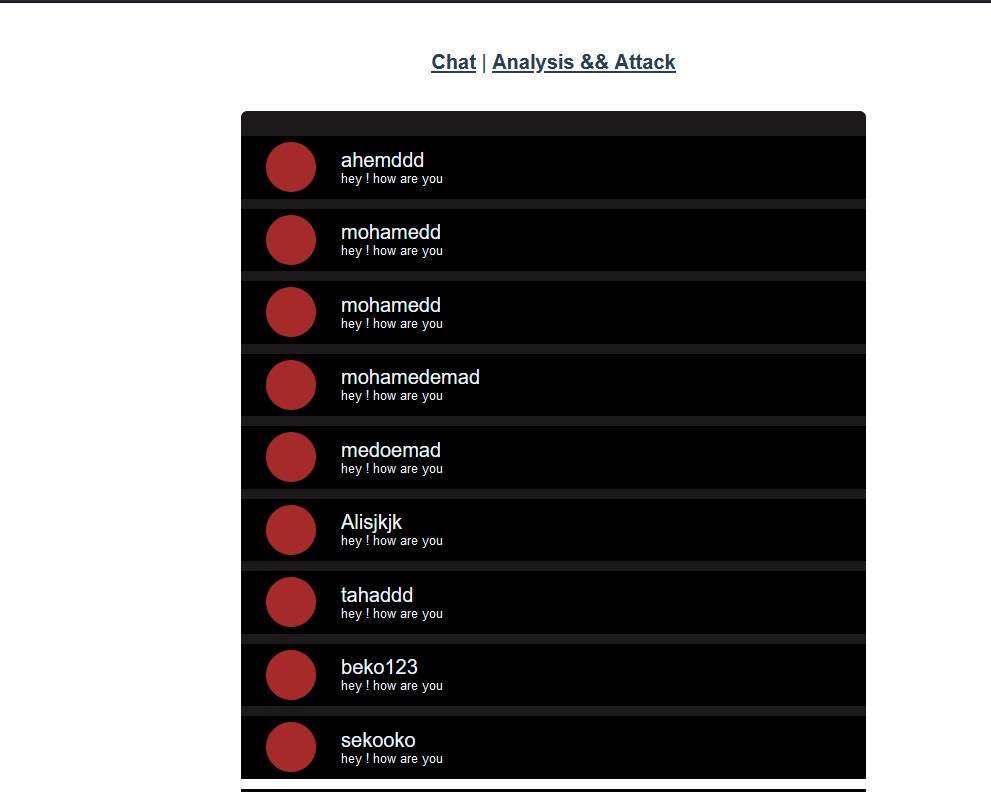 Chat | Analysis && Attack
ahemddd
hey ! how are you
mohamedd
hey ! how are you
mohamedd
hey ! how are you
mohamedemad
hey ! how are you
medoemad
hey ! how are you
Alisjkjk
hey ! how are you
tahaddd
hey ! how are you
beko123
hey ! how are you
sekooko
hey ! how are you